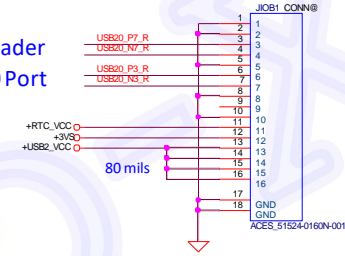 JIOB1 CONN@
ader
Port
USB20_P7_R
USB20_N7_R
USB20_P3_R
USB20_N3_R
+RTC_VCC
+3VS
+USB2_VCC
80 mils
1 1
2 2
3 3
4 4
5 5
6 6
7 7
8 8
9 9
10 10
11 11
12 12
13 13
14 14
15 15
16 16
17 GND
18 GND
ACES_51524-0160N-001